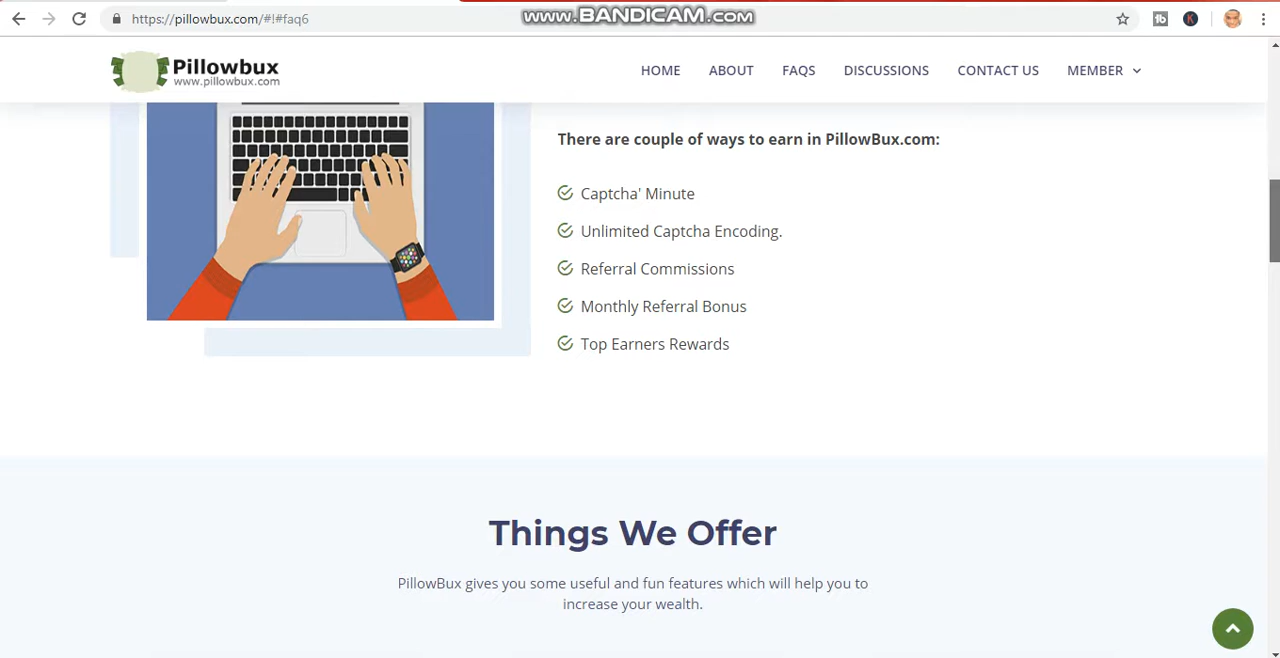 https://pillowbux.com/#!#faq6
www.BANDICAM.com
Pillowbux
www.pillowbux.com
HOME ABOUT FAQS DISCUSSIONS CONTACT US MEMBER
There are couple of ways to earn in PillowBux.com:
Captcha' Minute
Unlimited Captcha Encoding.
Referral Commissions
Monthly Referral Bonus
Top Earners Rewards
Things We Offer
PillowBux gives you some useful and fun features which will help you to
increase your wealth.